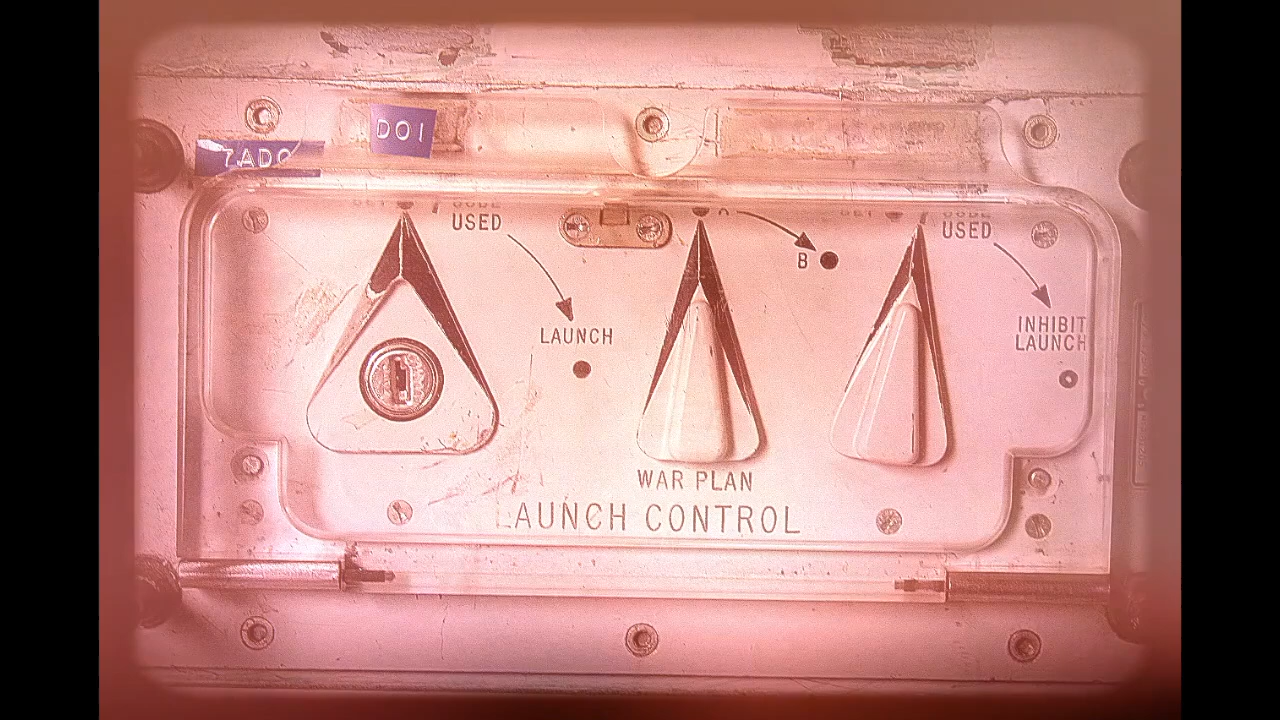 DOI
7ADO
USED
LAUNCH
A
B
USED
INHIBIT
LAUNCH
WAR PLAN
LAUNCH CONTROL